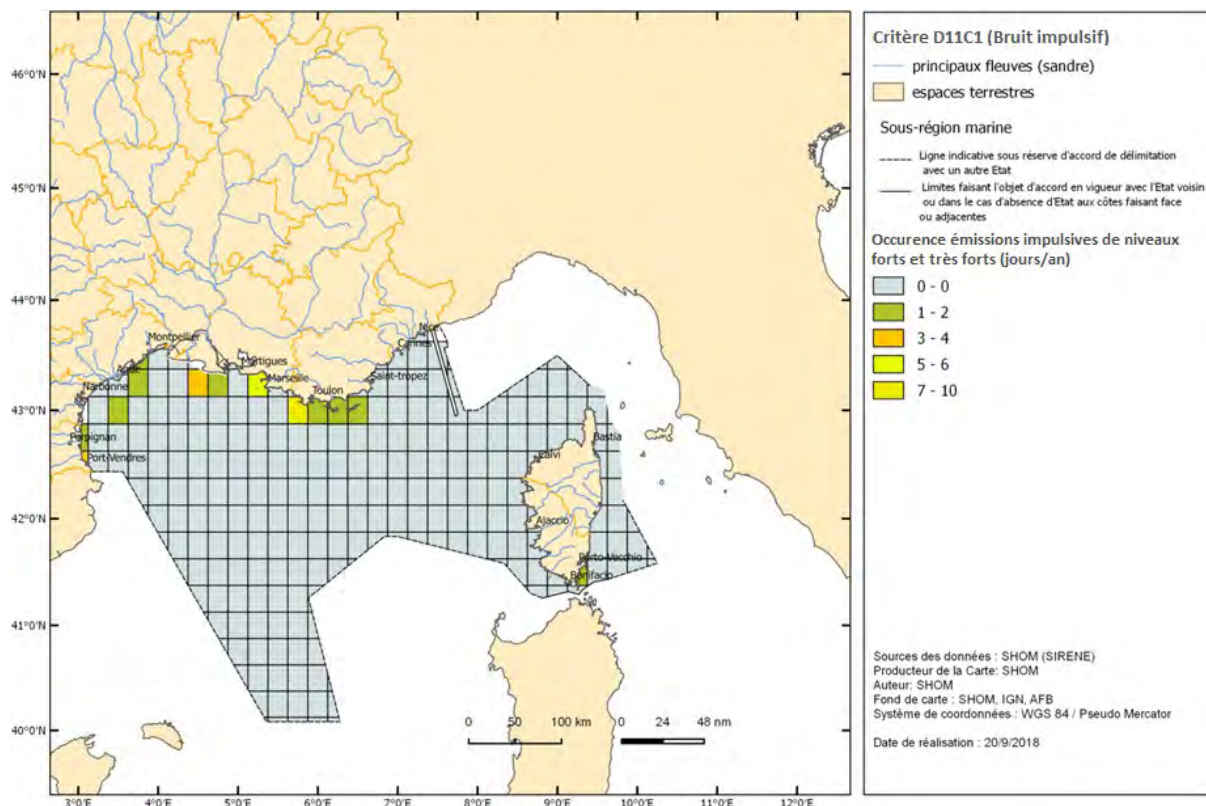 46°0'N
45°0'N
44°0'N
43°0'N
42°0'N
41°0'N
40°0'N
Nice
Cannes
Montpellier
Agde
Martigues
Marseille
Saint-tropez
Narbonne
Toulon
Perpignan
Port-Vendres
Bastia
Calvi
Ajaccio
Porto-Vecchio
Bonifacio
0 50 100 km
0 24 48 nm
2°0'E 3°0'E 4°0'E 5°0'E 6°0'E 7°0'E 8°0'E 9°0'E 10°0'E 11°0'E 12°0'E
Critère D11C1 (Bruit impulsif)
principaux fleuves (sandre)
espaces terrestres
Sous-région marine
Ligne indicative sous réserve d'accord de délimitation
avec un autre Etat
Limites faisant l'objet d'accord en vigueur avec l'Etat voisin
ou dans le cas d'absence d'Etat aux côtes faisant face
ou adjacentes
Occurence émissions impulsives de niveaux
forts et très forts (jours/an)
0 - 0
1 - 2
3 - 4
5 - 6
7 - 10
Sources des données : SHOM (SIRENE)
Producteur de la Carte: SHOM
Auteur: SHOM
Fond de carte : SHOM, IGN, AFB
Système de coordonnées : WGS 84 / Pseudo Mercator
Date de réalisation : 20/9/2018